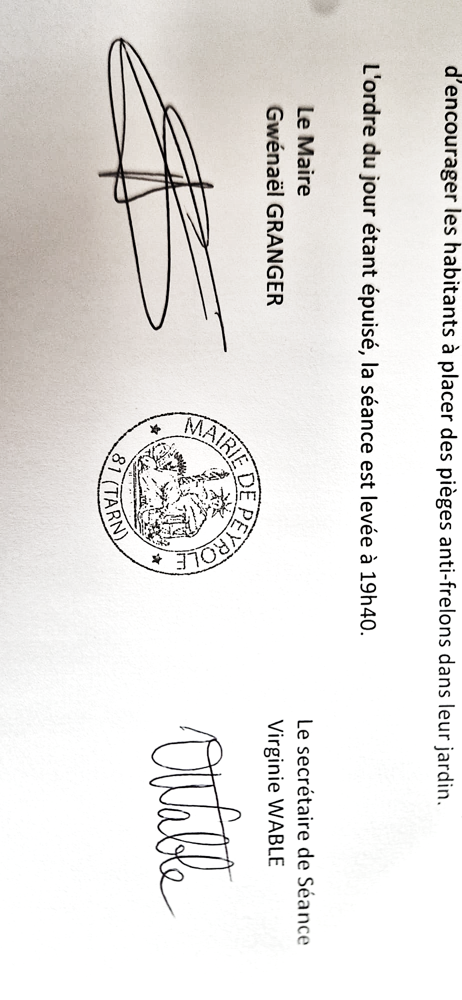 d'encourager les habitants à placer des pièges anti-frelons dans leur jardin.
L'ordre du jour étant épuisé, la séance est levée à 19h40.
Le Maire
Gwénaël GRANGER
Le secrétaire de Séance
Virginie WABLE
MAIRIE DE PEYROLE
81 (TARN)
VWable